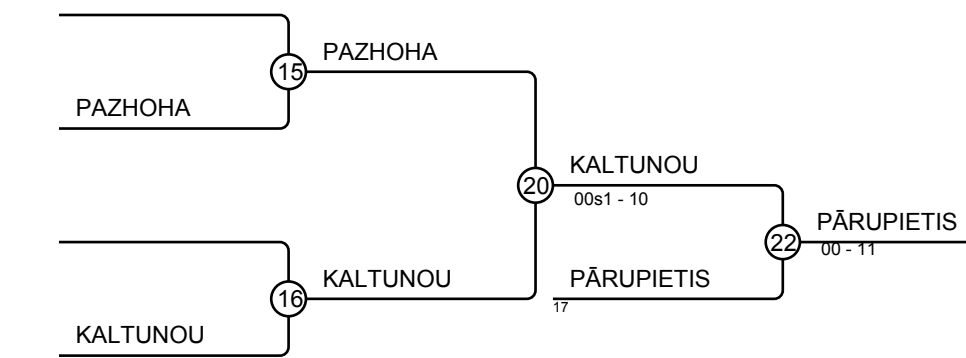 PAZHOHA
15
PAZHOHA
KALTUNOU
20
00s1 - 10
PĀRUPIETIS
22
00 - 11
KALTUNOU
16
PĀRUPIETIS
17
KALTUNOU